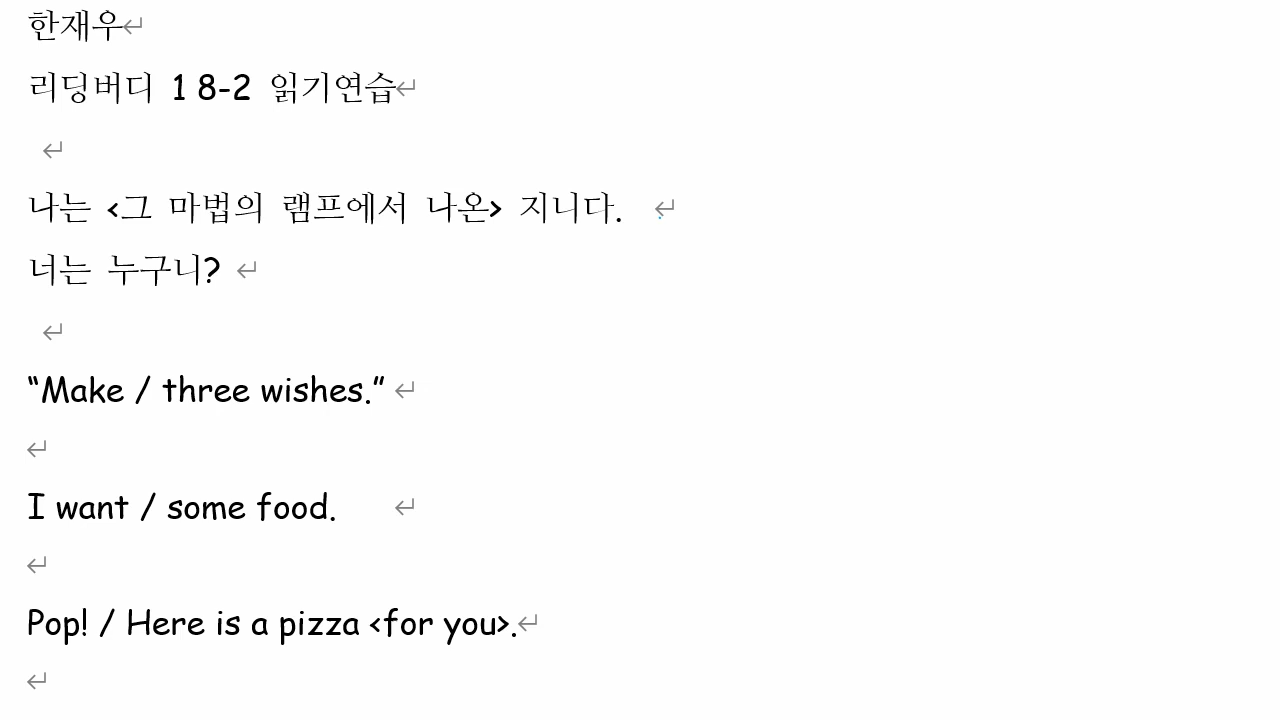 한재우
리딩버디 1 8-2 읽기연습
나는 <그 마법의 램프에서 나온> 지니다.
너는 누구니?
“Make / three wishes.”
I want / some food.
Pop! / Here is a pizza <for you>.